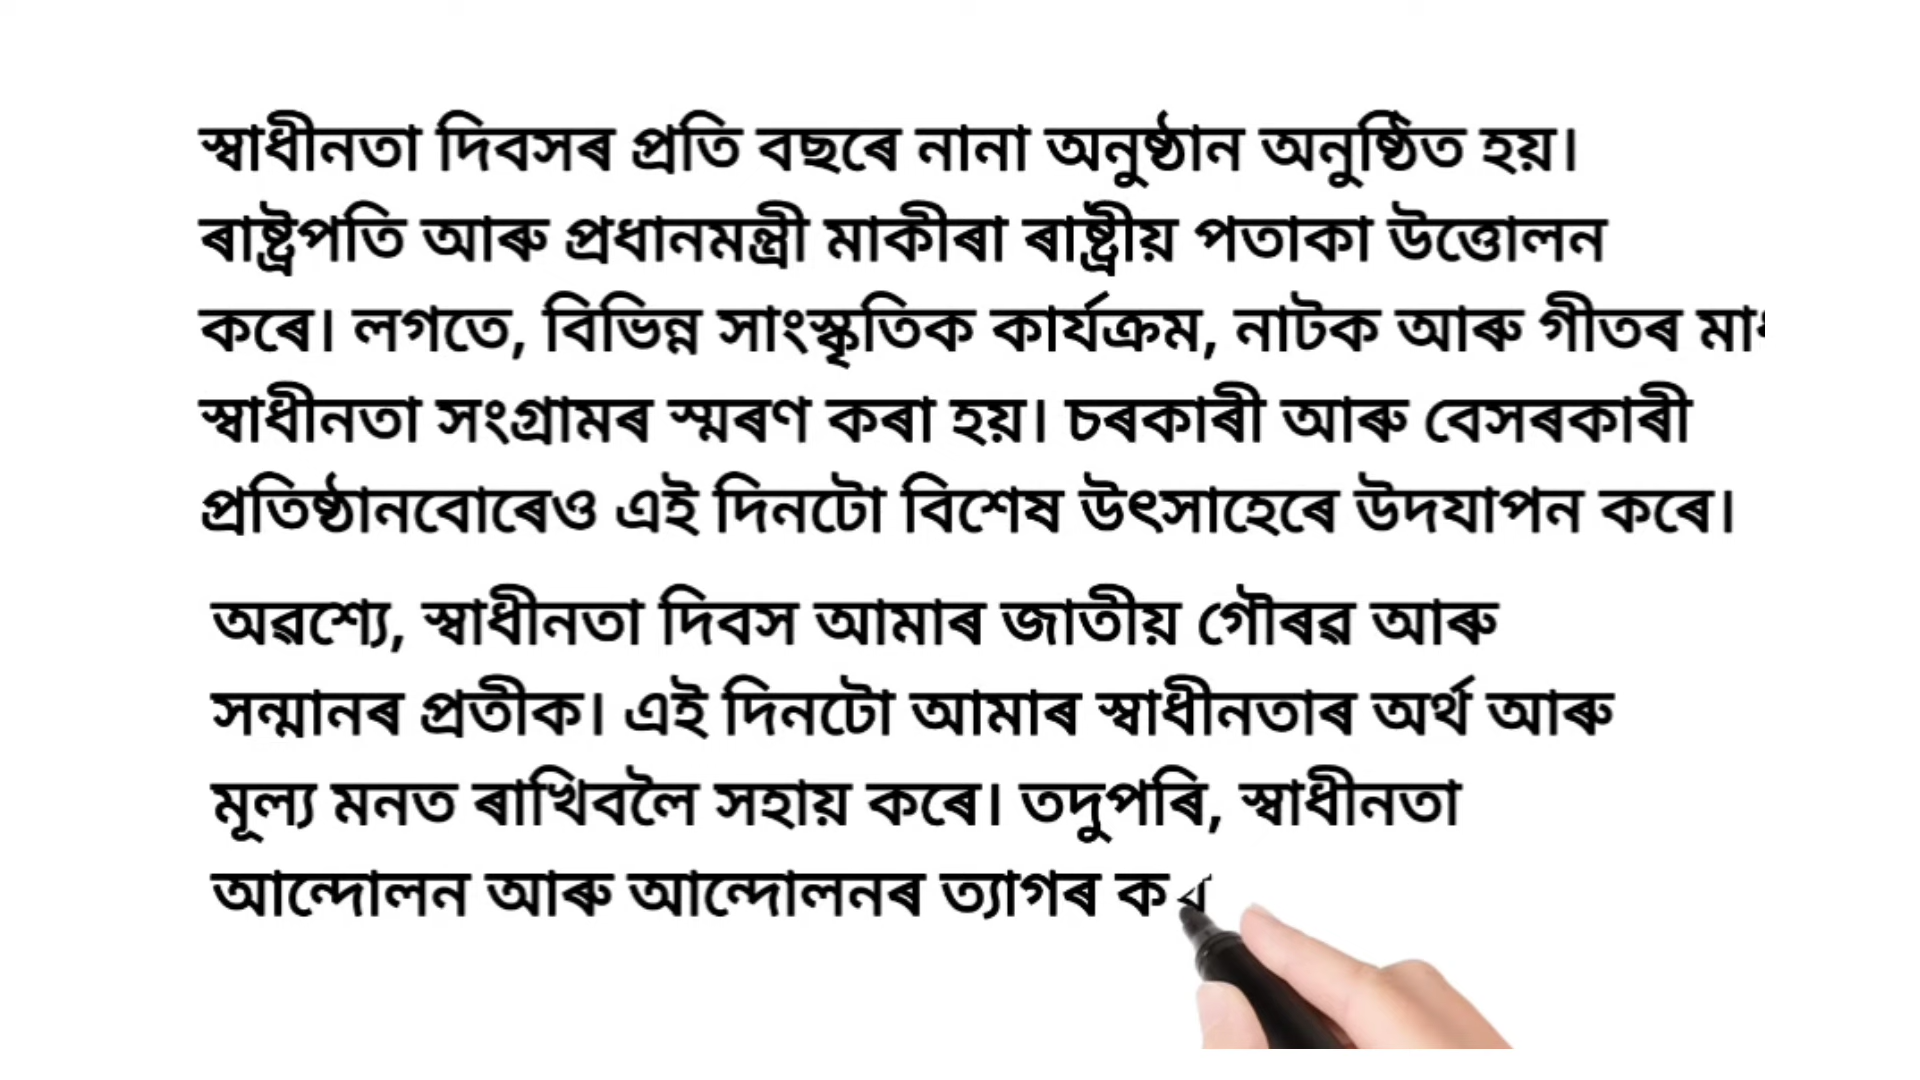 স্বাধীনতা দিবসৰ প্ৰতি বছৰে নানা অনুষ্ঠান অনুষ্ঠিত হয়।
ৰাষ্ট্ৰপতি আৰু প্ৰধানমন্ত্ৰী মাকীৰা ৰাষ্ট্ৰীয় পতাকা উত্তোলন
কৰে। লগতে, বিভিন্ন সাংস্কৃতিক কাৰ্যক্ৰম, নাটক আৰু গীতৰ
স্বাধীনতা সংগ্ৰামৰ স্মৰণ কৰা হয়। চৰকাৰী আৰু বেসৰকাৰী
প্ৰতিষ্ঠানবোৰেও এই দিনটো বিশেষ উৎসাহেৰে উদযাপন কৰে।
অৱশ্যে, স্বাধীনতা দিবস আমাৰ জাতীয় গৌৰৱ আৰু
সন্মানৰ প্ৰতীক। এই দিনটো আমাৰ স্বাধীনতাৰ অৰ্থ আৰু
মূল্য মনত ৰাখিবলৈ সহায় কৰে। তদুপৰি, স্বাধীনতা
আন্দোলন আৰু আন্দোলনৰ ত্যাগৰ